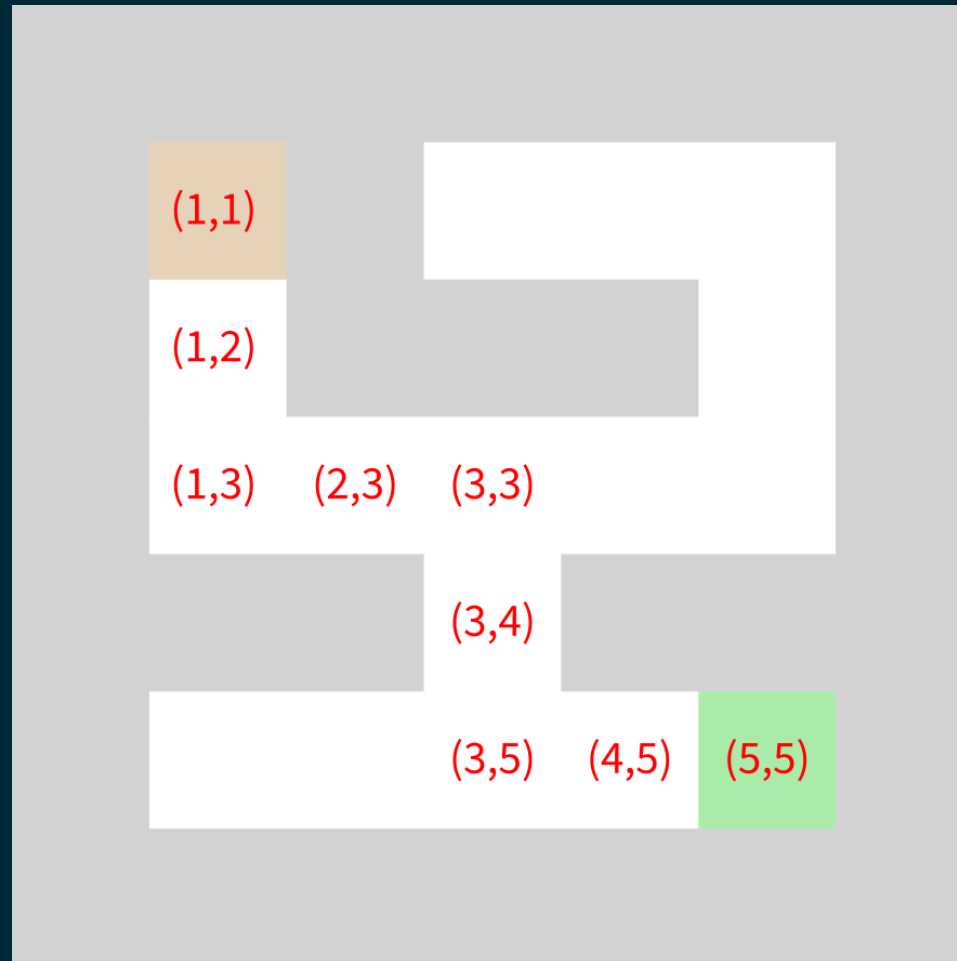 (1,1)
(1,2)
(1,3) (2,3) (3,3)
(3,4)
(3,5) (4,5) (5,5)